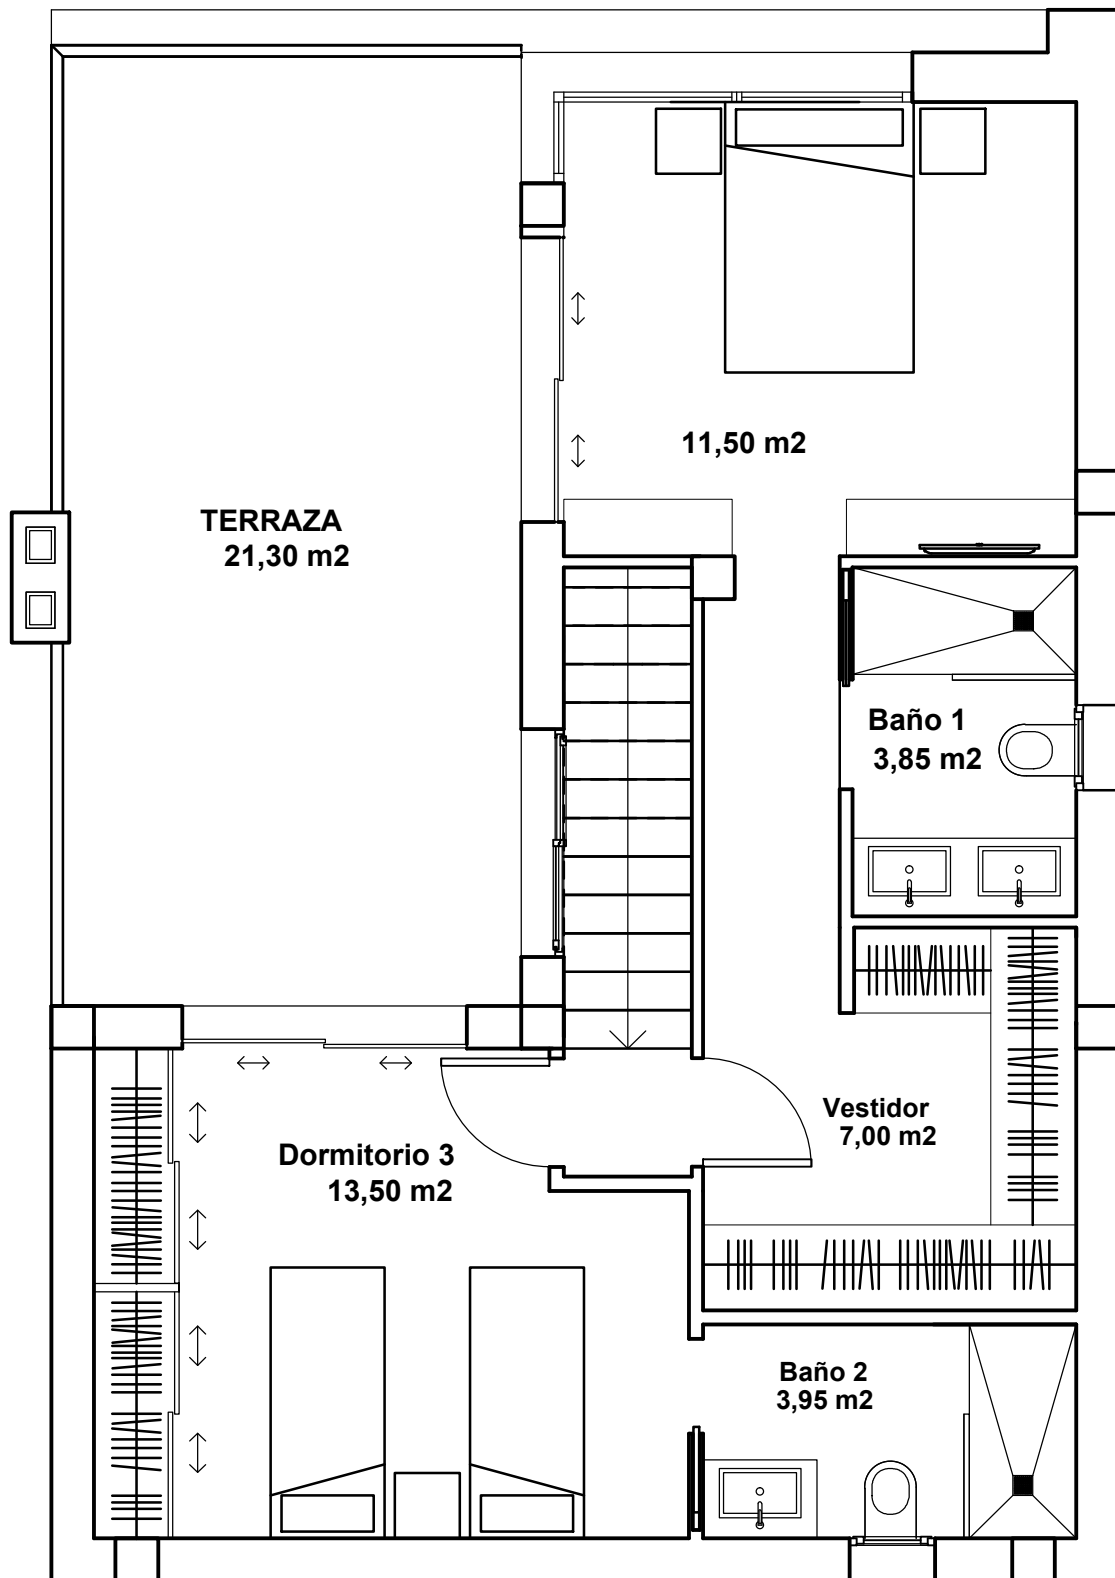 11,50 m2
TERRAZA
21,30 m2
Baño 1
3,85 m2
Vestidor
7,00 m2
Dormitorio 3
13,50 m2
Baño 2
3,95 m2